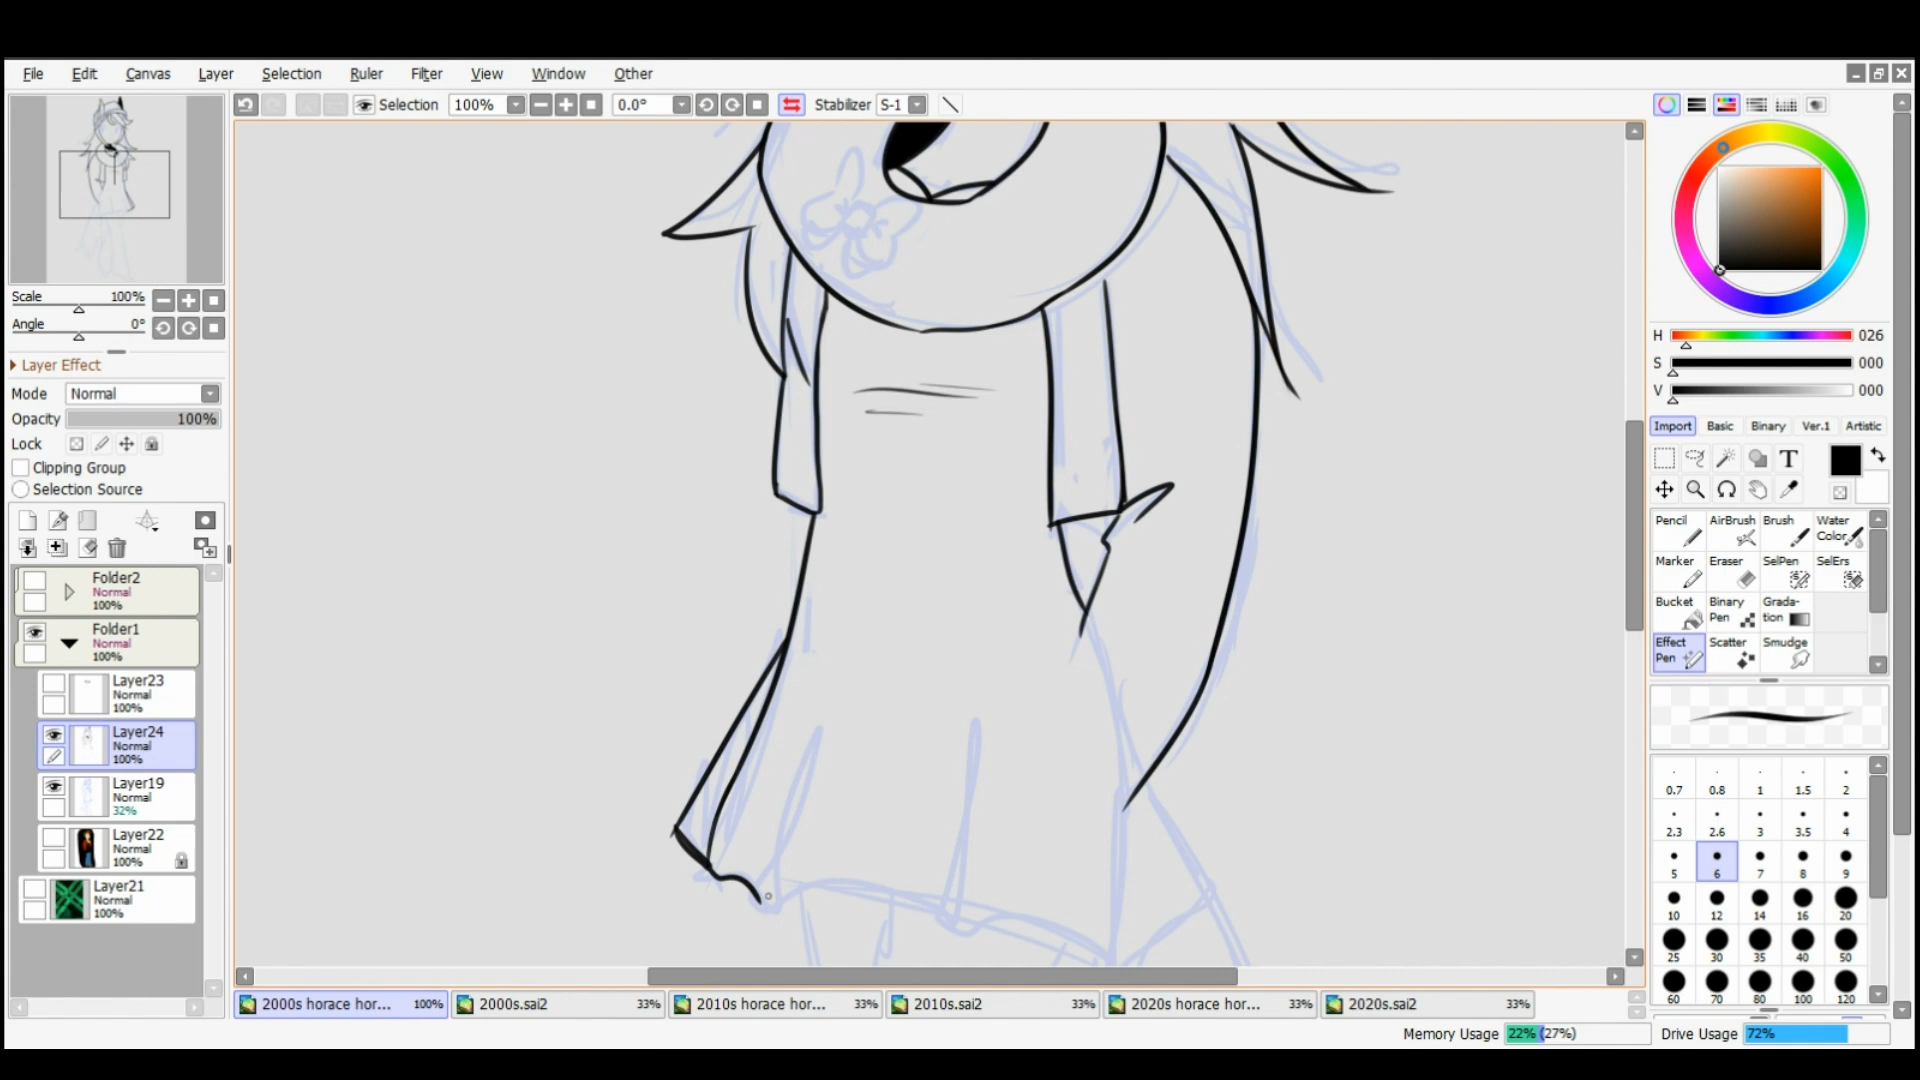 File Edit Canvas Layer Selection Ruler Filter View Window Other
Selection 100% 0.0° Stabilizer S-1
Scale 100%
Angle 0°
Layer Effect
Mode Normal
Opacity 100%
Lock
Clipping Group
Selection Source
Folder2
Normal
100%
Folder1
Normal
100%
Layer23
Normal
100%
Layer24
Normal
100%
Layer19
Normal
32%
Layer22
Normal
100%
Layer21
Normal
100%
H 026
S 000
V 000
Import Basic Binary Ver.1 Artistic
T
Pencil AirBrush Brush Water Color
Marker Eraser SelPen SelErs
Bucket Binary Pen Grada- tion
Effect Pen Scatter Smudge
0.7 0.8 1 1.5 2
2.3 2.6 3 3.5 4
5 6 7 8 9
10 12 14 16 20
25 30 35 40 50
60 70 80 100 120
2000s horace hor... 100% 2000s.sai2 33% 2010s horace hor... 33% 2010s.sai2 33% 2020s horace hor... 33% 2020s.sai2 33%
Memory Usage 22% (27%) Drive Usage 72%